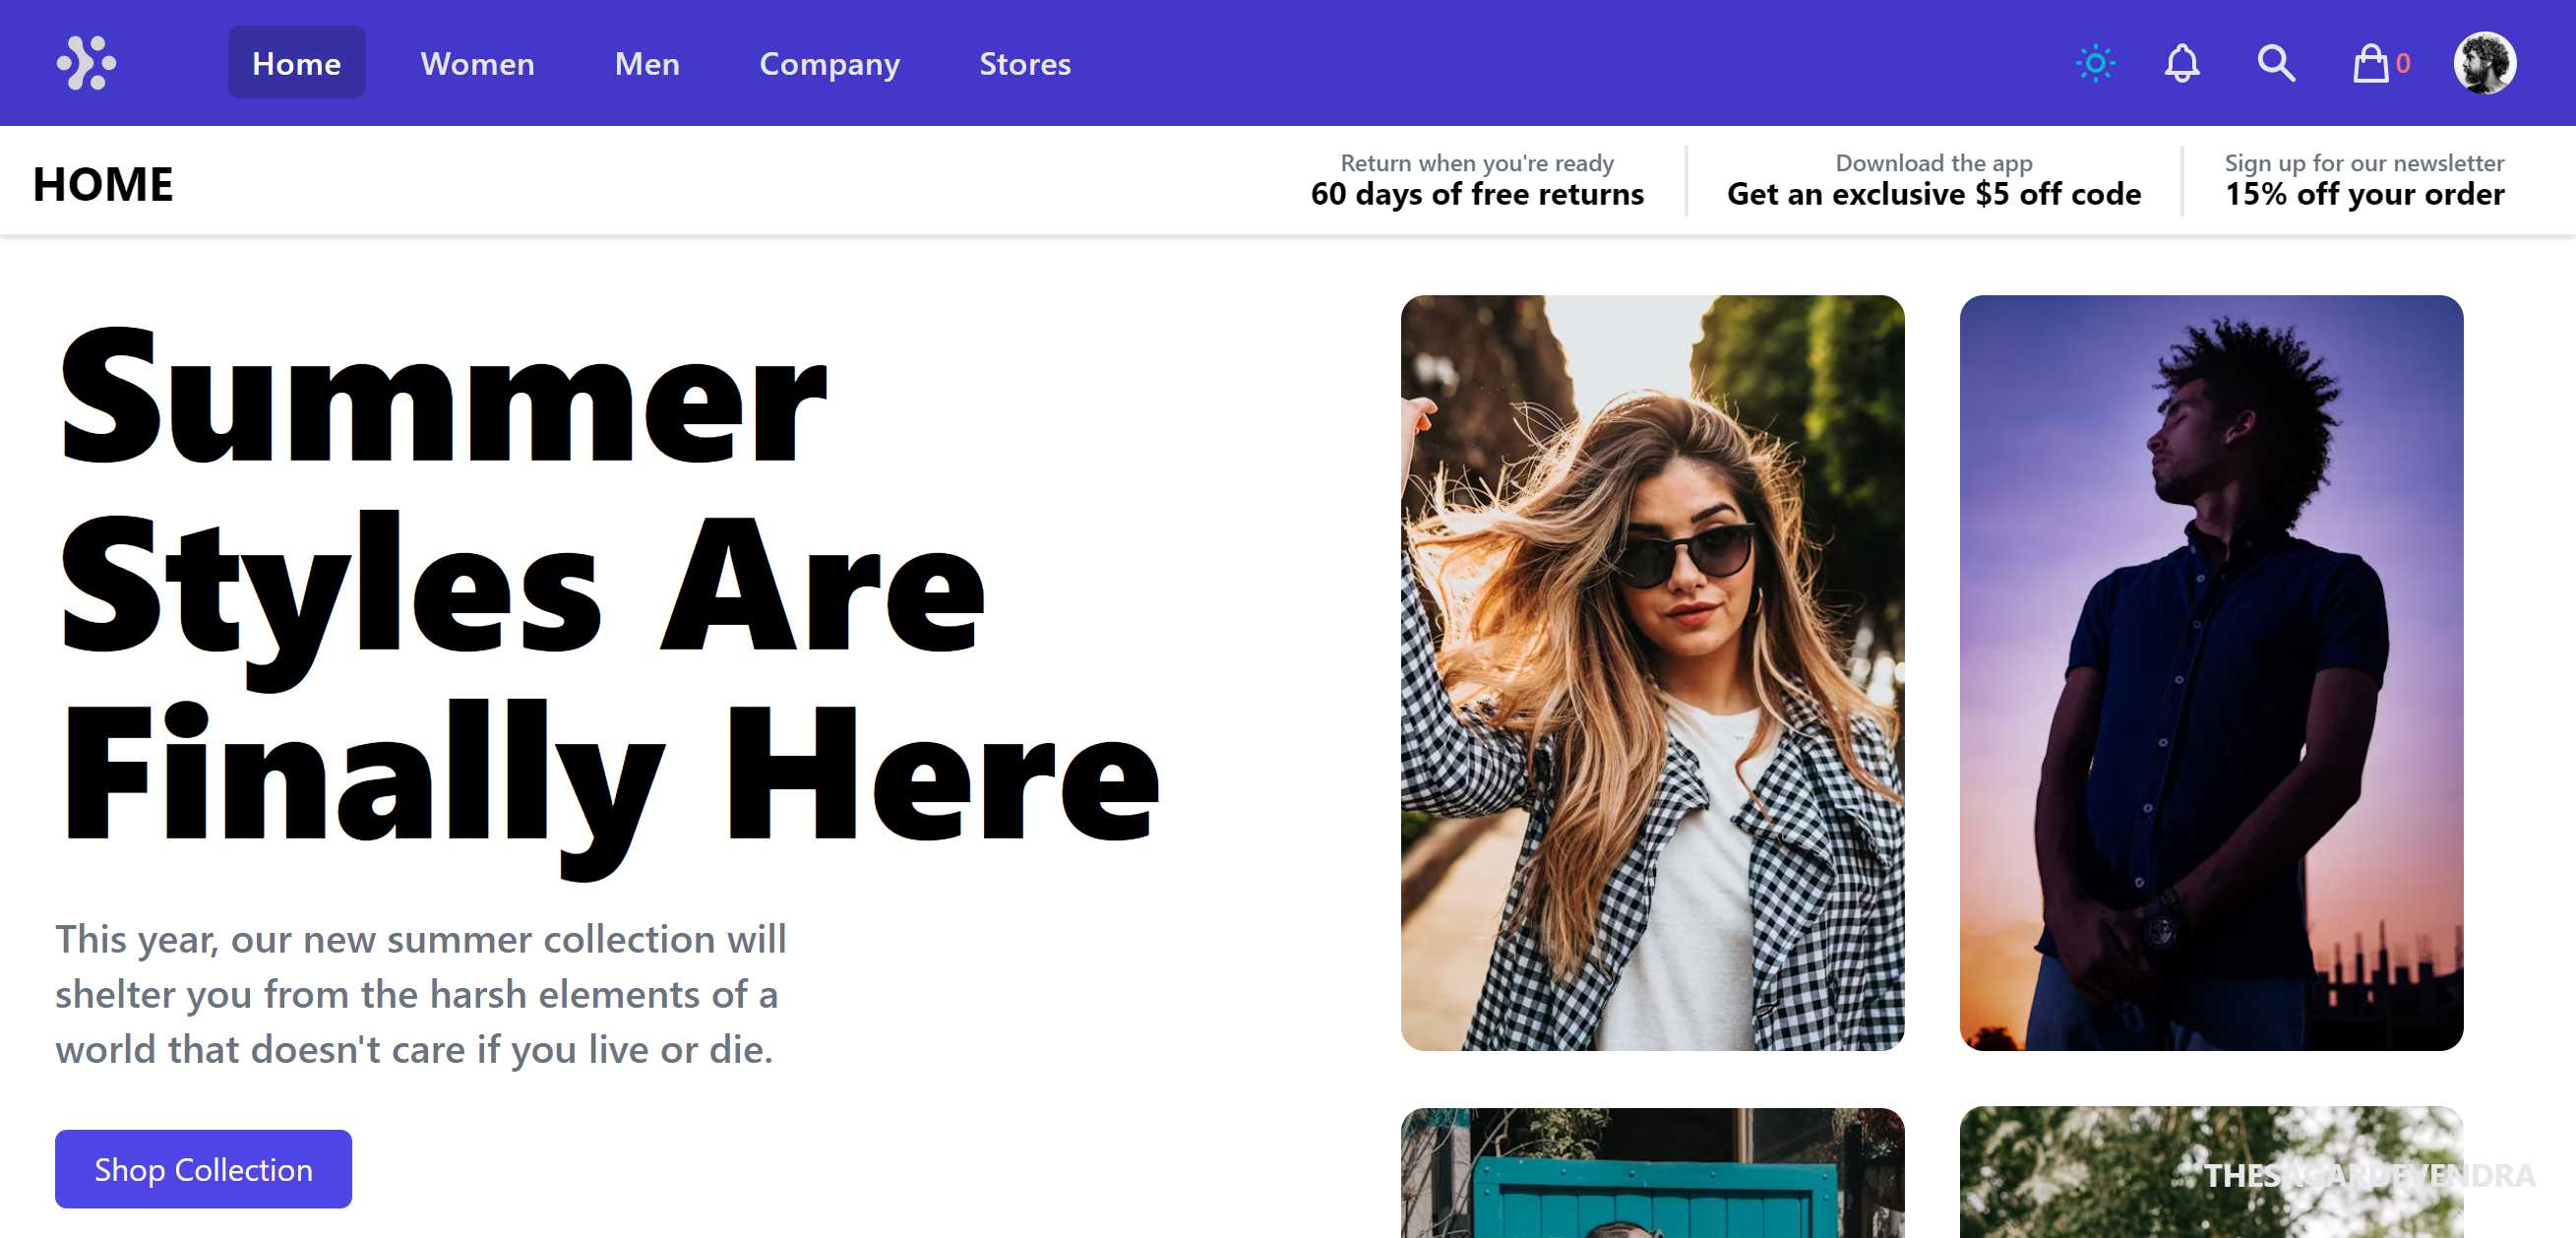 Home
Women
Men
Company
Stores
0
HOME
Return when you're ready
60 days of free returns
Download the app
Get an exclusive $5 off code
Sign up for our newsletter
15% off your order
Summer
Styles Are
Finally Here
This year, our new summer collection will
shelter you from the harsh elements of a
world that doesn't care if you live or die.
Shop Collection
THESAGARDEVENDRA